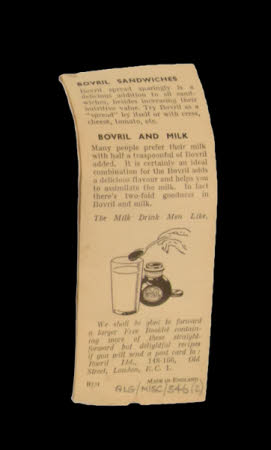 BOVRIL SANDWICHES
Bovril spread sparingly is a
delicious addition to all sand-
wiches, besides increasing their
nutritive value. Try Bovril as a
"spread" by itself or with cress,
cheese, tomato, etc.
BOVRIL AND MILK
Many people prefer their milk
with half a teaspoonful of Bovril
added. It is certainly an ideal
combination for the Bovril adds
a delicious flavour and helps you
to assimilate the milk. In fact
there's two-fold goodness in
Bovril and milk.
The Milk Drink Men Like.
We shall be glad to forward
a larger Free Booklet contain-
ing more of these straight-
forward but delightful recipes
if you will send a post card to:
Bovril Ltd., 148-166, Old
Street, London, E.C. 1.
MADE IN ENGLAND
ALG/MISC/346(2)